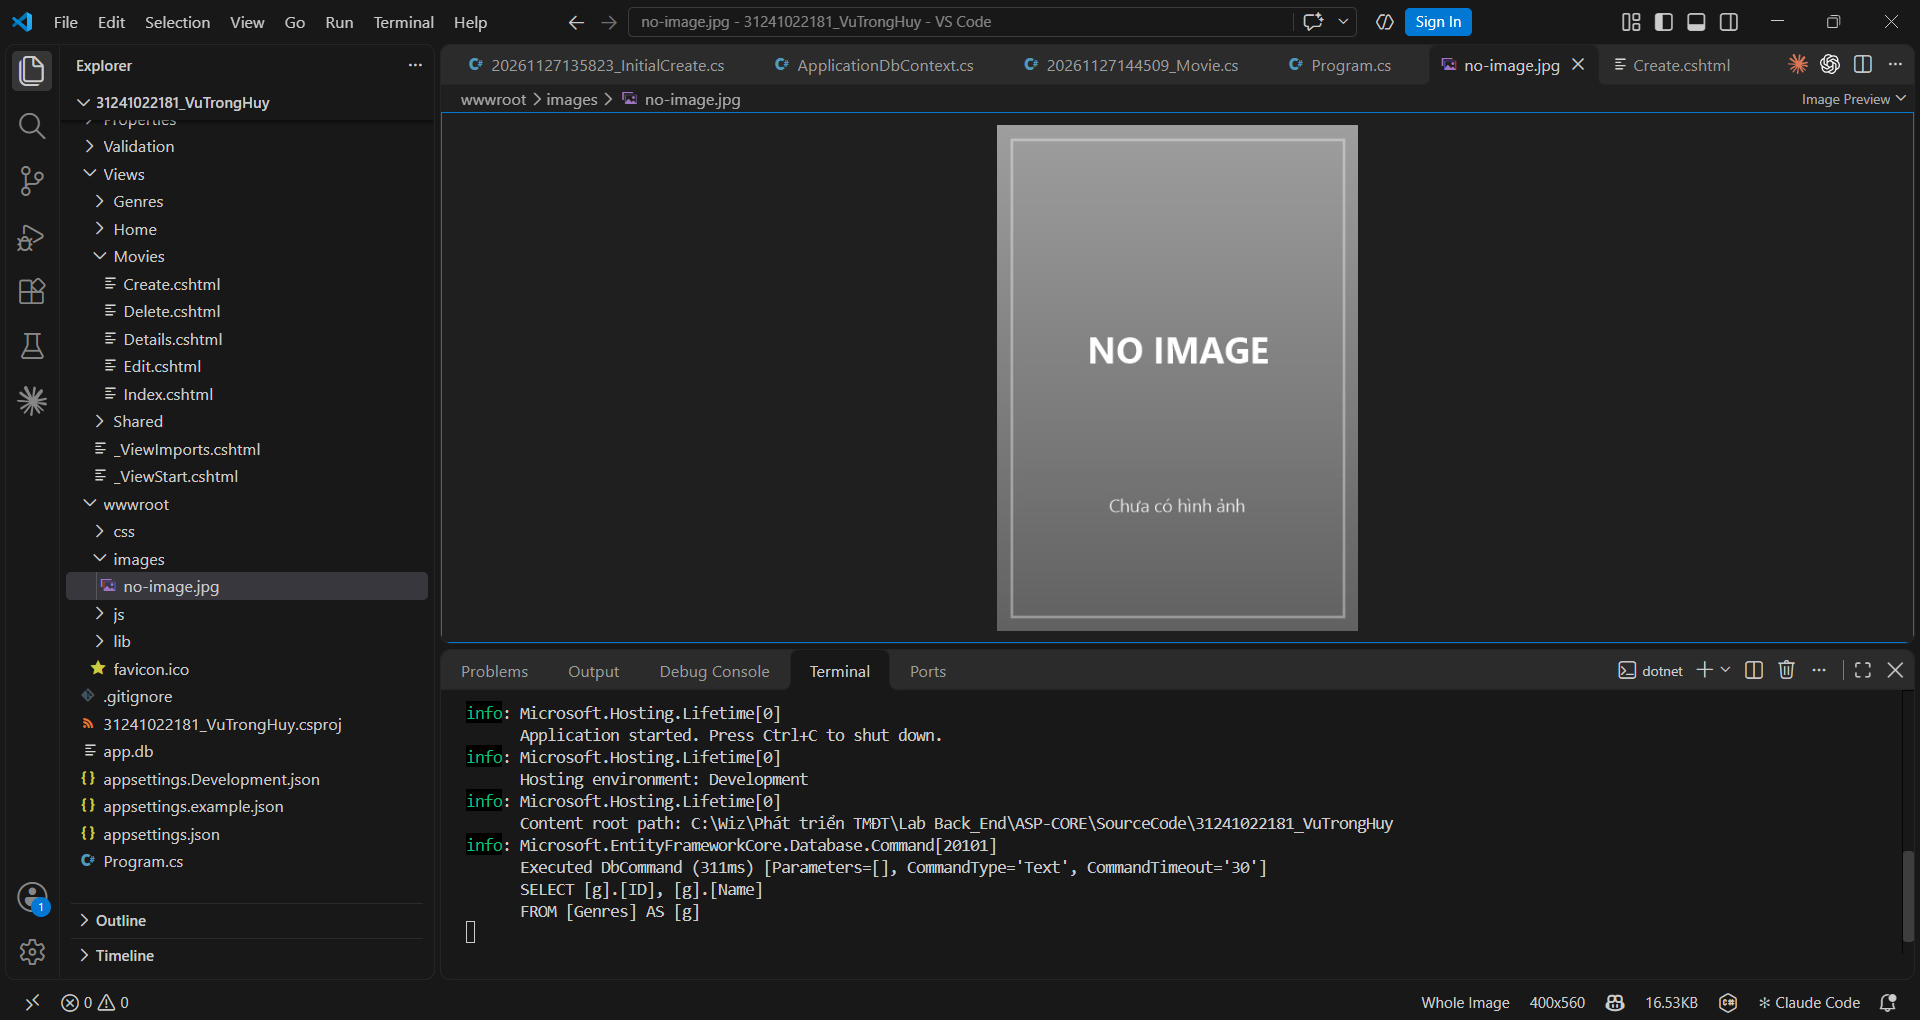 File Edit Selection View Go Run Terminal Help
no-image.jpg - 31241022181_VuTrongHuy - VS Code
Sign In
Explorer
31241022181_VuTrongHuy
Properties
Validation
Views
Genres
Home
Movies
Create.cshtml
Delete.cshtml
Details.cshtml
Edit.cshtml
Index.cshtml
Shared
_ViewImports.cshtml
_ViewStart.cshtml
wwwroot
css
images
no-image.jpg
js
lib
favicon.ico
.gitignore
31241022181_VuTrongHuy.csproj
app.db
appsettings.Development.json
appsettings.example.json
appsettings.json
Program.cs
Outline
Timeline
1
20261127135823_InitialCreate.cs ApplicationDbContext.cs 20261127144509_Movie.cs Program.cs no-image.jpg Create.cshtml
wwwroot > images > no-image.jpg
Image Preview
NO IMAGE
Chưa có hình ảnh
Problems Output Debug Console Terminal Ports
dotnet
info: Microsoft.Hosting.Lifetime[0]
Application started. Press Ctrl+C to shut down.
info: Microsoft.Hosting.Lifetime[0]
Hosting environment: Development
info: Microsoft.Hosting.Lifetime[0]
Content root path: C:\Wiz\Phát triển TMĐT\Lab Back_End\ASP-CORE\SourceCode\31241022181_VuTrongHuy
info: Microsoft.EntityFrameworkCore.Database.Command[20101]
Executed DbCommand (311ms) [Parameters=[], CommandType='Text', CommandTimeout='30']
SELECT [g].[ID], [g].[Name]
FROM [Genres] AS [g]
0 0
Whole Image 400x560 16.53KB Claude Code